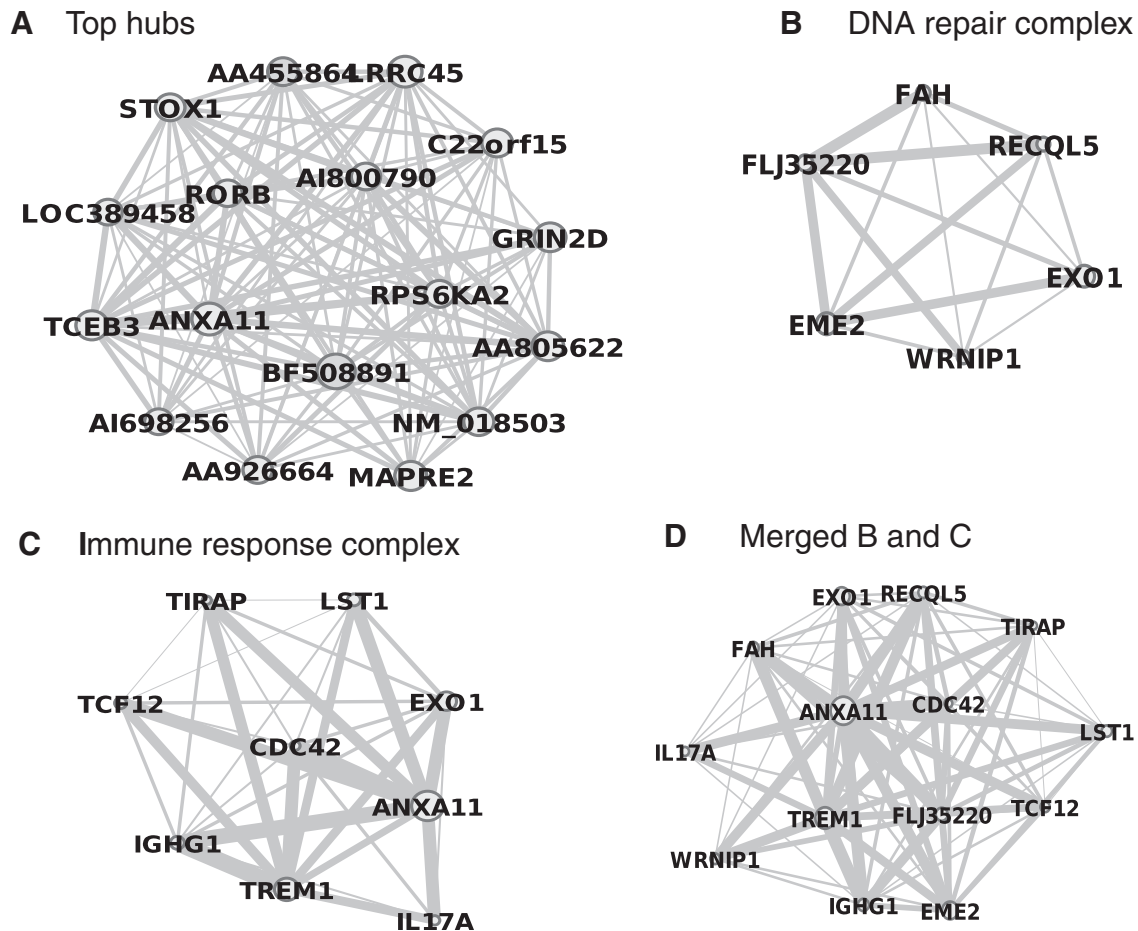 A Top hubs
AA455864
LRRC45
STOX1
C22orf15
AI800790
RORB
LOC389458
GRIN2D
RPS6KA2
TCEB3
ANXA11
AA805622
BF508891
AI698256
NM_018503
AA926664
MAPRE2
B DNA repair complex
FAH
RECQL5
FLJ35220
EXO1
EME2
WRNIP1
C Immune response complex
TIRAP
LST1
TCF12
EXO1
CDC42
ANXA11
IGHG1
TREM1
IL17A
D Merged B and C
EXO1
RECQL5
TIRAP
FAH
CDC42
ANXA11
LST1
IL17A
TCF12
TREM1
FLJ35220
WRNIP1
IGHG1
EME2